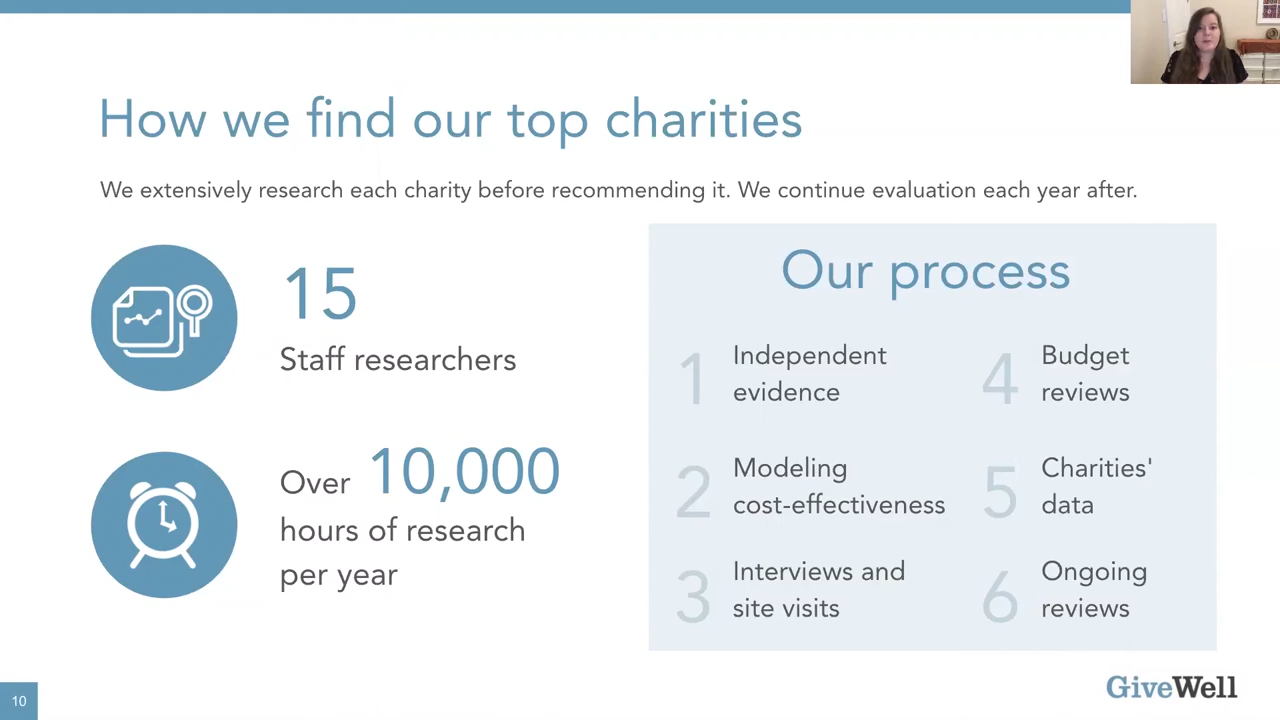 How we find our top charities
We extensively research each charity before recommending it. We continue evaluation each year after.
15
Staff researchers
Over 10,000
hours of research
per year
Our process
1 Independent
evidence
2 Modeling
cost-effectiveness
3 Interviews and
site visits
4 Budget
reviews
5 Charities'
data
6 Ongoing
reviews
10
GiveWell